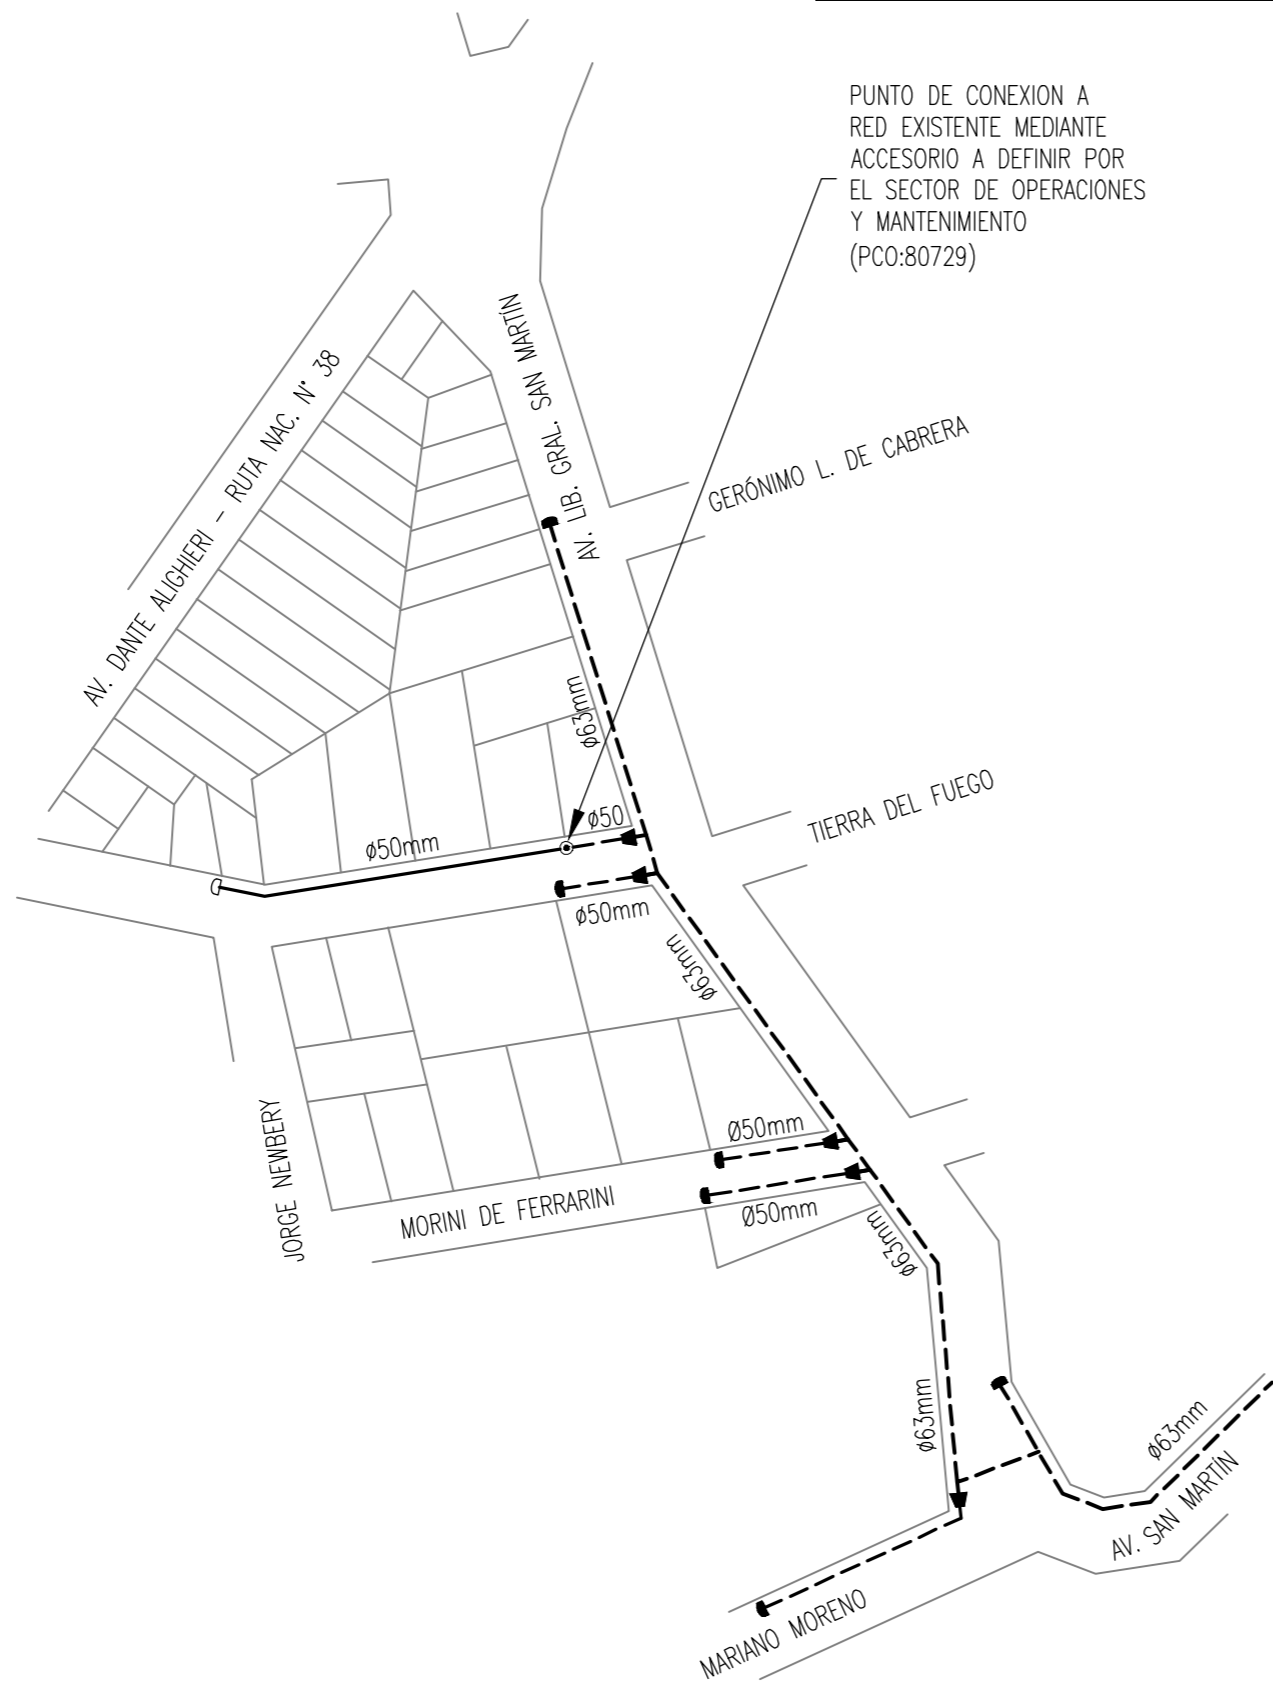 PUNTO DE CONEXION A
RED EXISTENTE MEDIANTE
ACCESORIO A DEFINIR POR
EL SECTOR DE OPERACIONES
Y MANTENIMIENTO
(PCO:80729)
AV. LIB. GRAL. SAN MARTÍN
AV. DANTE ALIGHIERI - RUTA NAC. N° 38
GERÓNIMO L. DE CABRERA
ø63mm
TIERRA DEL FUEGO
ø50
ø50mm
ø50mm
ø63mm
JORGE NEWBERY
Ø50mm
MORINI DE FERRARINI
Ø50mm
ø63mm
ø63mm
ø63mm
AV. SAN MARTÍN
MARIANO MORENO